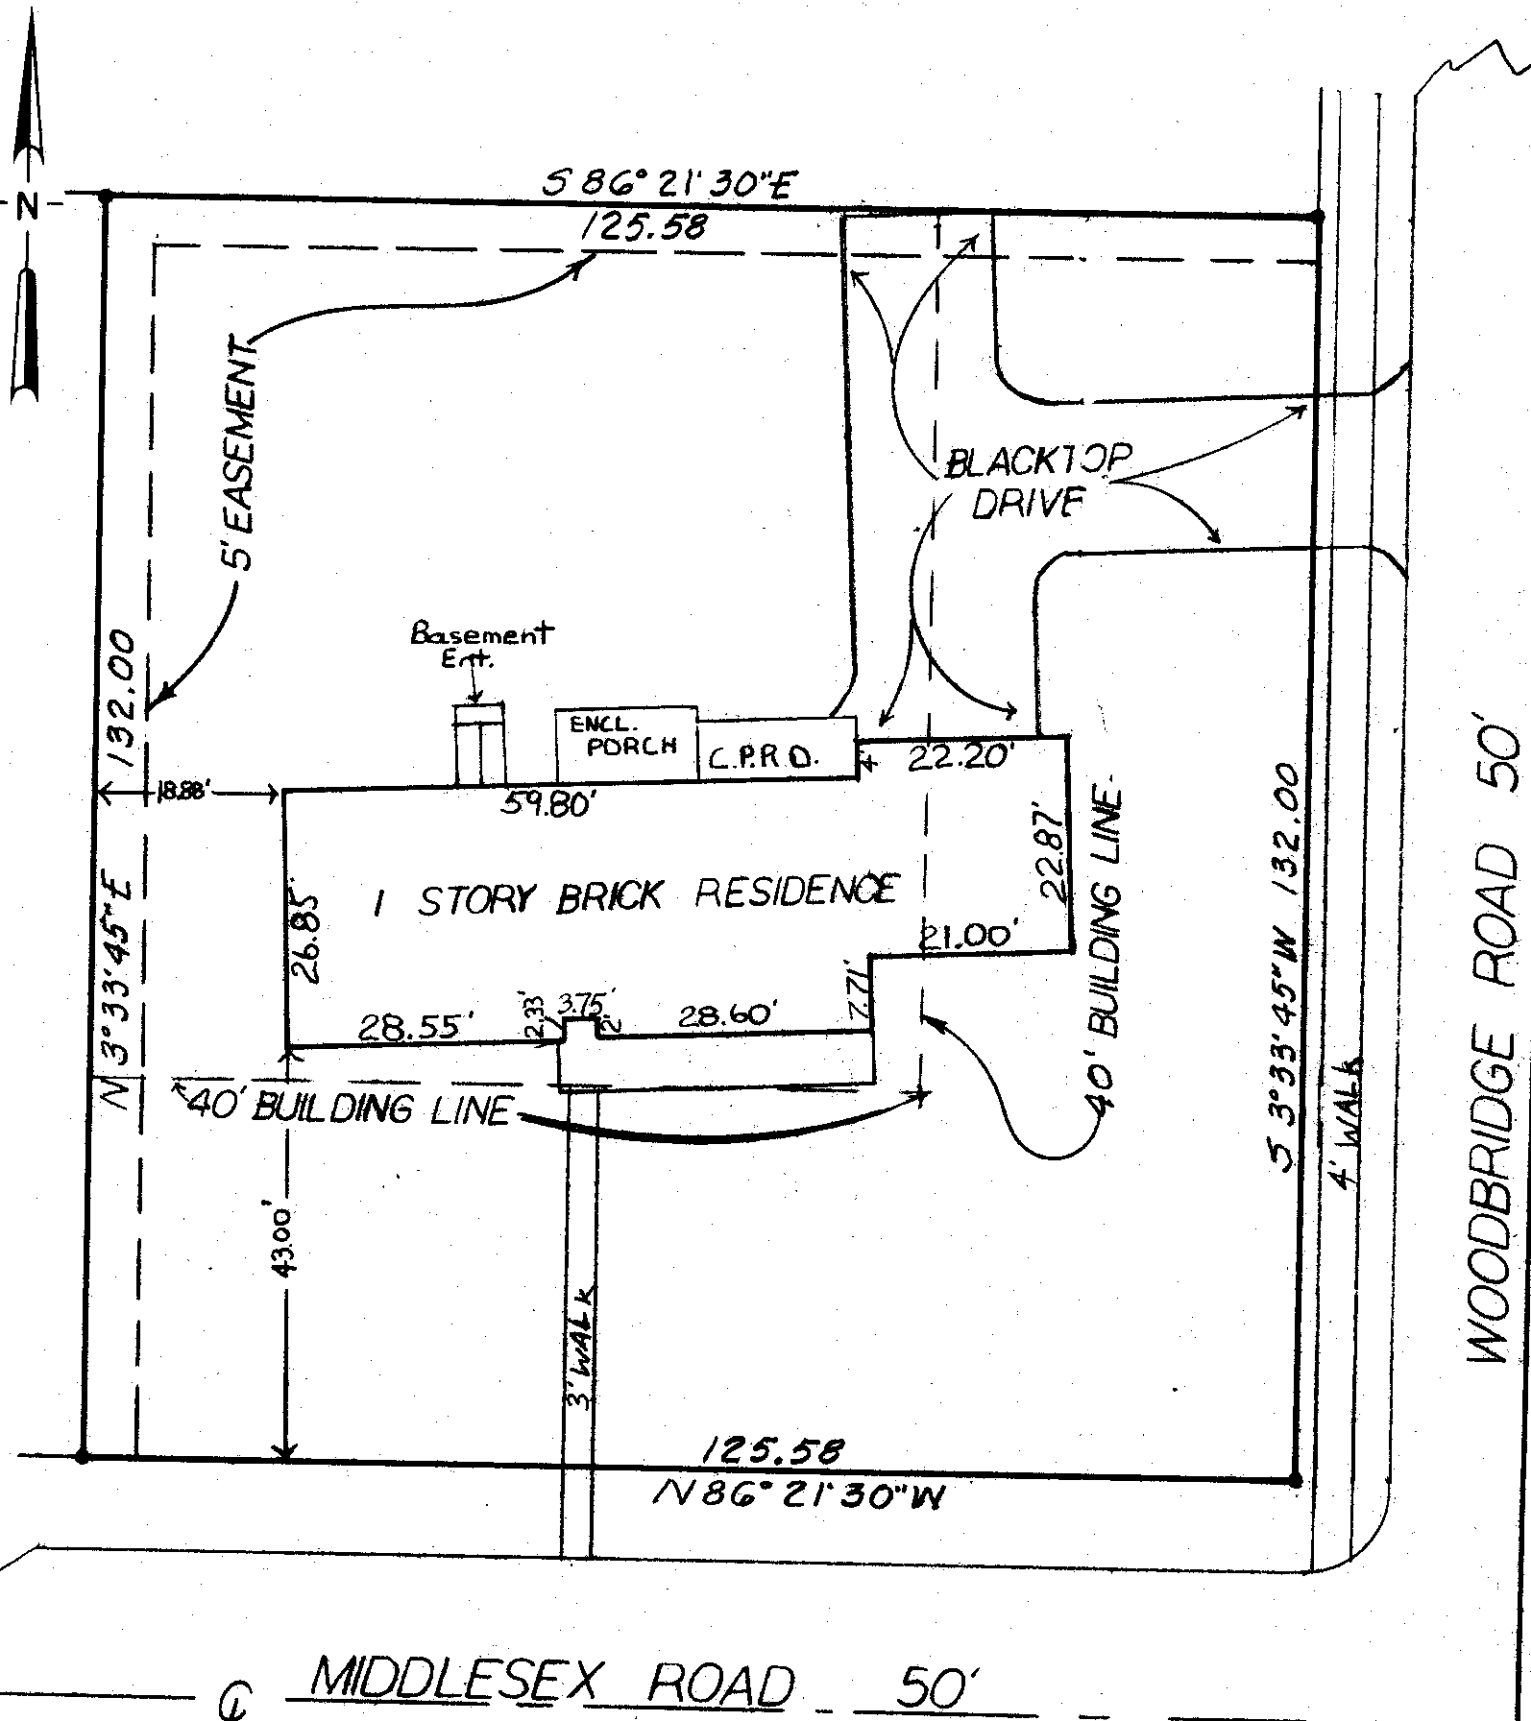 N
S 86° 21' 30" E
125.58
5' EASEMENT
BLACKTOP
DRIVE
Basement
Ent.
ENCL.
PORCH
C.P.R.D.
4
22.20'
132.00
18.88'
59.80'
22.87'
1 STORY BRICK RESIDENCE
26.85'
21.00'
7.71'
28.55'
2.33'
3.75'
2'
28.60'
N 3° 33' 45" E
40' BUILDING LINE
40' BUILDING LINE
S 3° 33' 45" W 132.00
4' WALK
WOODBRIDGE ROAD 50'
43.00'
3' WALK
125.58
N 86° 21' 30" W
MIDDLESEX ROAD 50'